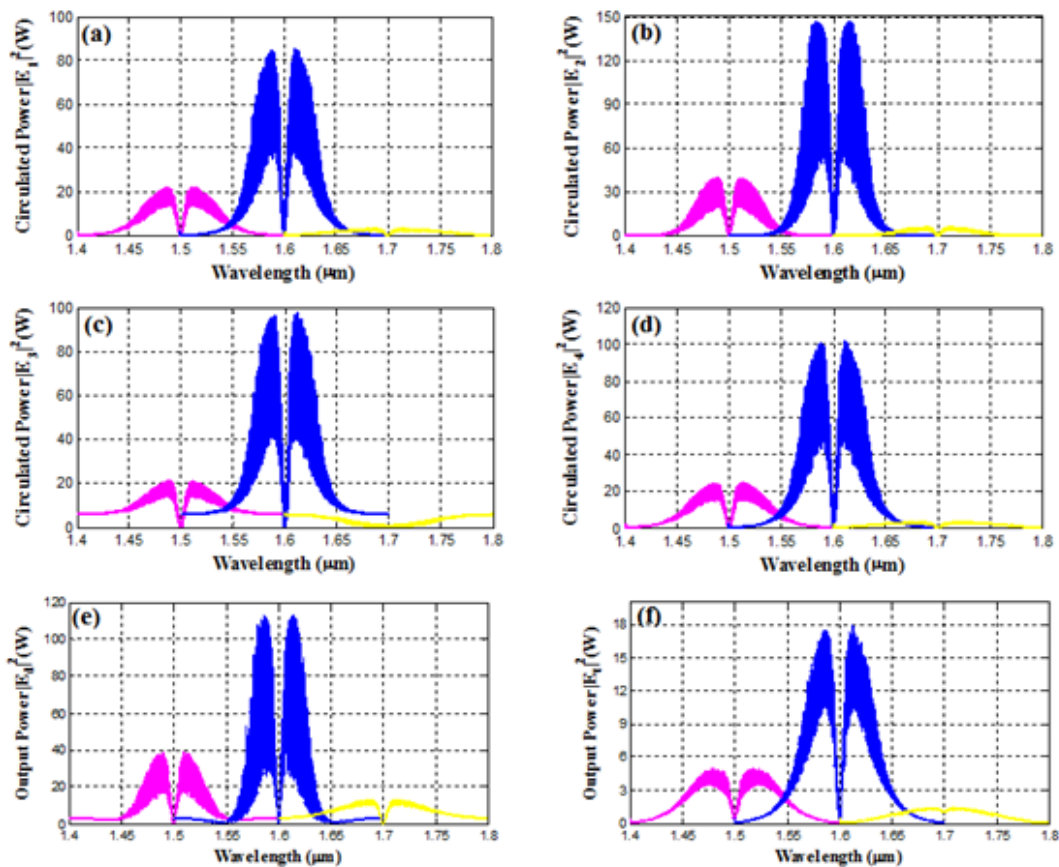 (a)
Circulated Power|E₁|²(W)
100
80
60
40
20
0
1.4 1.45 1.5 1.55 1.6 1.65 1.7 1.75 1.8
Wavelength (μm)
(b)
Circulated Power|E₂|²(W)
150
120
90
60
30
0
1.4 1.45 1.5 1.55 1.6 1.65 1.7 1.75 1.8
Wavelength (μm)
(c)
Circulated Power|E₃|²(W)
100
80
60
40
20
0
1.4 1.45 1.5 1.55 1.6 1.65 1.7 1.75 1.8
Wavelength (μm)
(d)
Circulated Power|E₄|²(W)
120
100
80
60
40
20
0
1.4 1.45 1.5 1.55 1.6 1.65 1.7 1.75 1.8
Wavelength (μm)
(e)
Output Power
120
100
80
60
40
20
0
1.4 1.45 1.5 1.55 1.6 1.65 1.7 1.75 1.8
Wavelength (μm)
(f)
Output Power
18
15
12
9
6
3
0
1.4 1.45 1.5 1.55 1.6 1.65 1.7 1.75 1.8
Wavelength (μm)